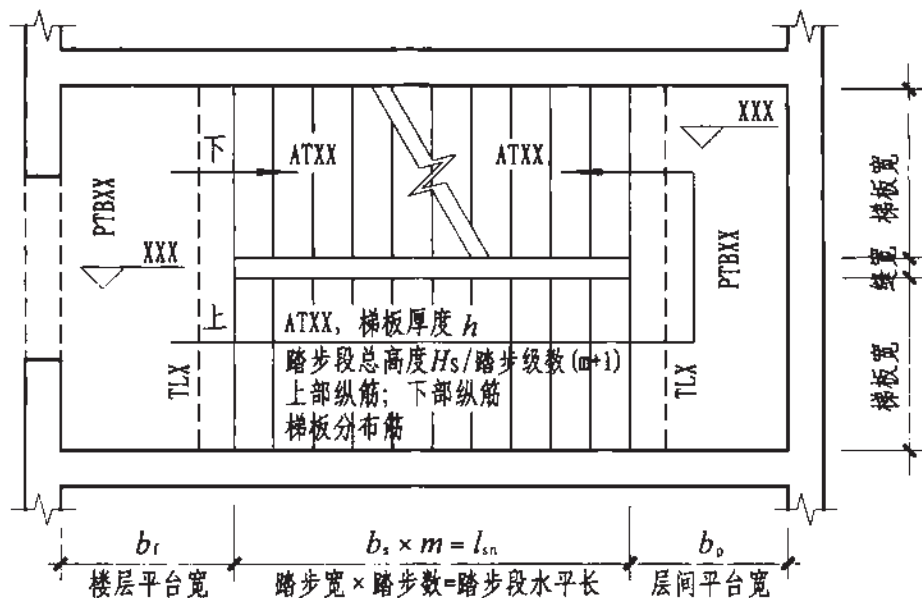 XXX
下
ATXX
ATXX
PTBXX
XXX
PTBXX
上
TLX
TLX
ATXX, 梯板厚度 h
踏步段总高度Hs/踏步级数(m+1)
上部纵筋; 下部纵筋
梯板分布筋
梯板宽
缝宽
梯板宽
bf
bs × m = lsn
bp
楼层平台宽
踏步宽×踏步数=踏步段水平长
层间平台宽